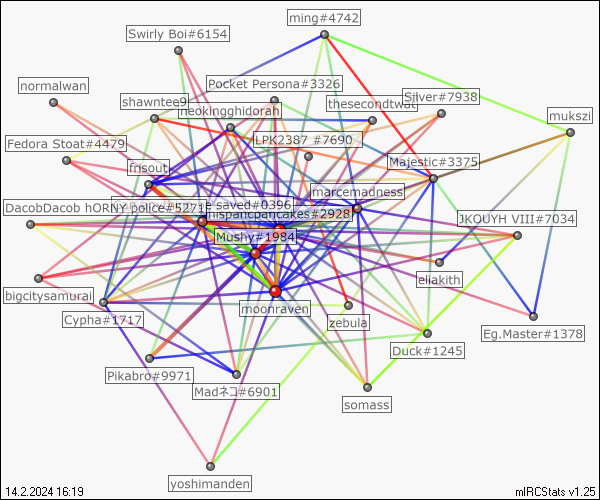 ming#4742
Swirly Boi#6154
normalwan
Pocket Persona#3326
Silver#7938
shawntee9
thesecondtwat
neokingghidorah
mukszi
Fedora Stoat#4479
LPK2387 #7690
Majestic#3375
frisout
marcemadness
DacobDacob hORNY police#5271
e saved#0396
hispancpancakes#2928
JKOUYH VIII#7034
Mushy#1984
eliakith
bigcitysamurai
moonraven
Cypha#1717
zebula
Eg.Master#1378
Duck#1245
Pikabro#9971
Madネコ#6901
somass
yoshimanden
14.2.2024 16:19
mIRCStats v1.25